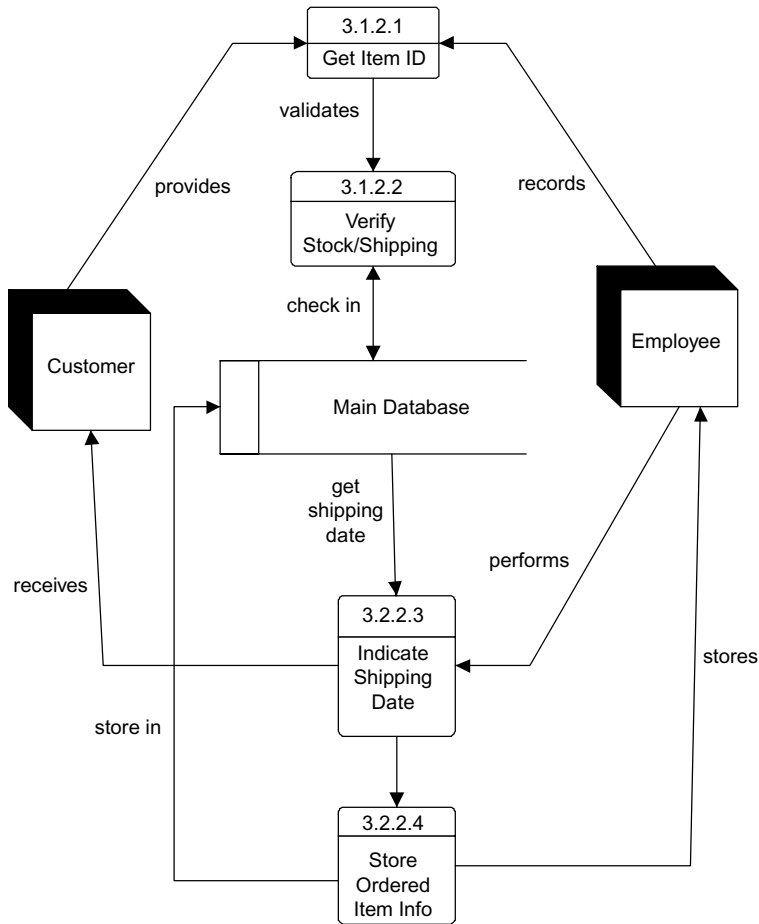 3.1.2.1
Get Item ID
validates
provides
3.1.2.2
records
Verify
Stock/Shipping
check in
Customer
Employee
Main Database
get
shipping
date
performs
receives
3.2.2.3
Indicate
Shipping
Date
stores
store in
3.2.2.4
Store
Ordered
Item Info